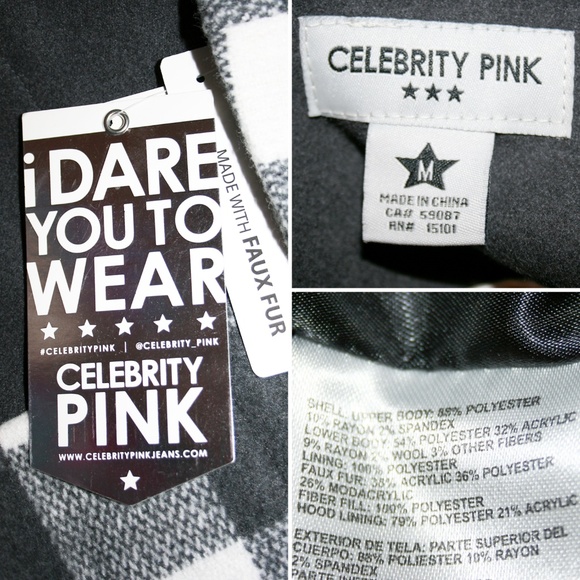 iDARE
YOU TO
WEAR
#CELEBRITYPINK | @CELEBRITY_PINK
CELEBRITY
PINK
WWW.CELEBRITYPINKJEANS.COM
MADE WITH FAUX FUR
CELEBRITY PINK
M
MADE IN CHINA
CA# 59087
RN# 15101
SHELL: UPPER BODY: 88% POLYESTER
10% RAYON 2% SPANDEX
LOWER BODY: 54% POLYESTER 32% ACRYLIC
9% RAYON 2% WOOL 3% OTHER FIBERS
LINING: 100% POLYESTER
FAUX FUR: 38% ACRYLIC 36% POLYESTER
26% MODACRYLIC
FIBER FILL: 100% POLYESTER
HOOD LINING: 79% POLYESTER 21% ACRYLIC
EXTERIOR DE TELA: PARTE SUPERIOR DEL
CUERPO: 88% POLIESTER 10% RAYON
2% SPANDEX
PARTE INFERI